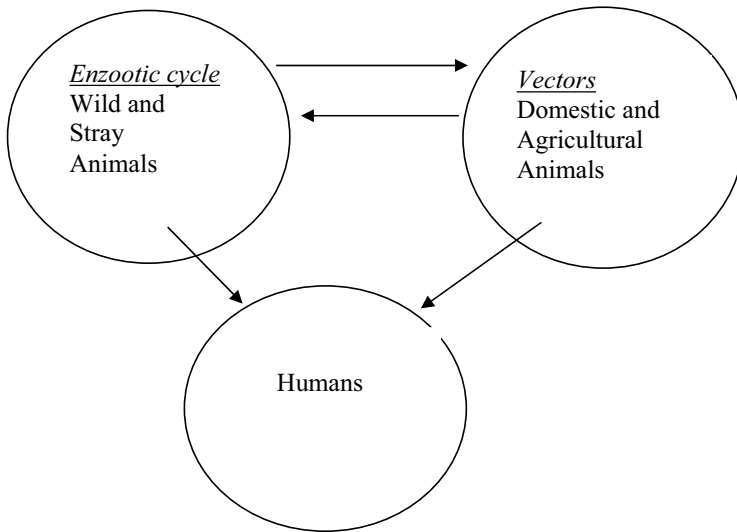 Enzootic cycle
Wild and
Stray
Animals
Vectors
Domestic and
Agricultural
Animals
Humans